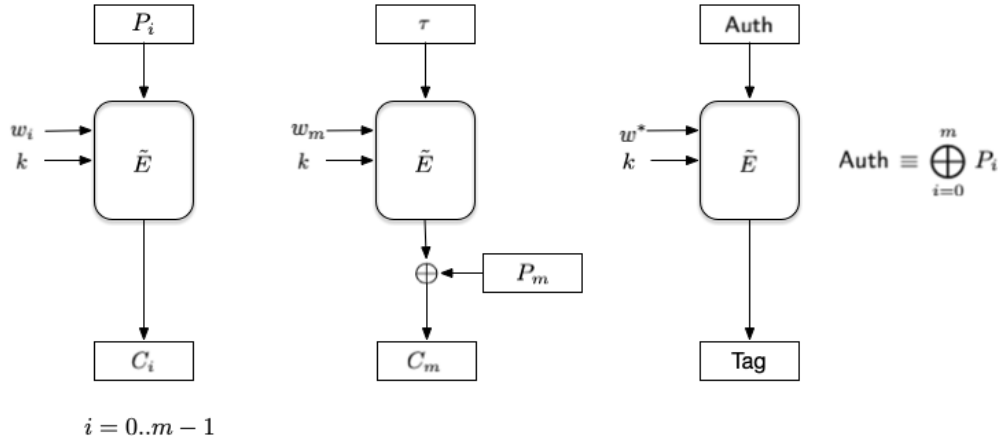 P_i
τ
Auth
w_i
k
Ẽ
w_m
k
Ẽ
w*
k
Ẽ
Auth ≡ ⨁_{i=0}^{m} P_i
P_m
C_i
C_m
Tag
i = 0..m − 1